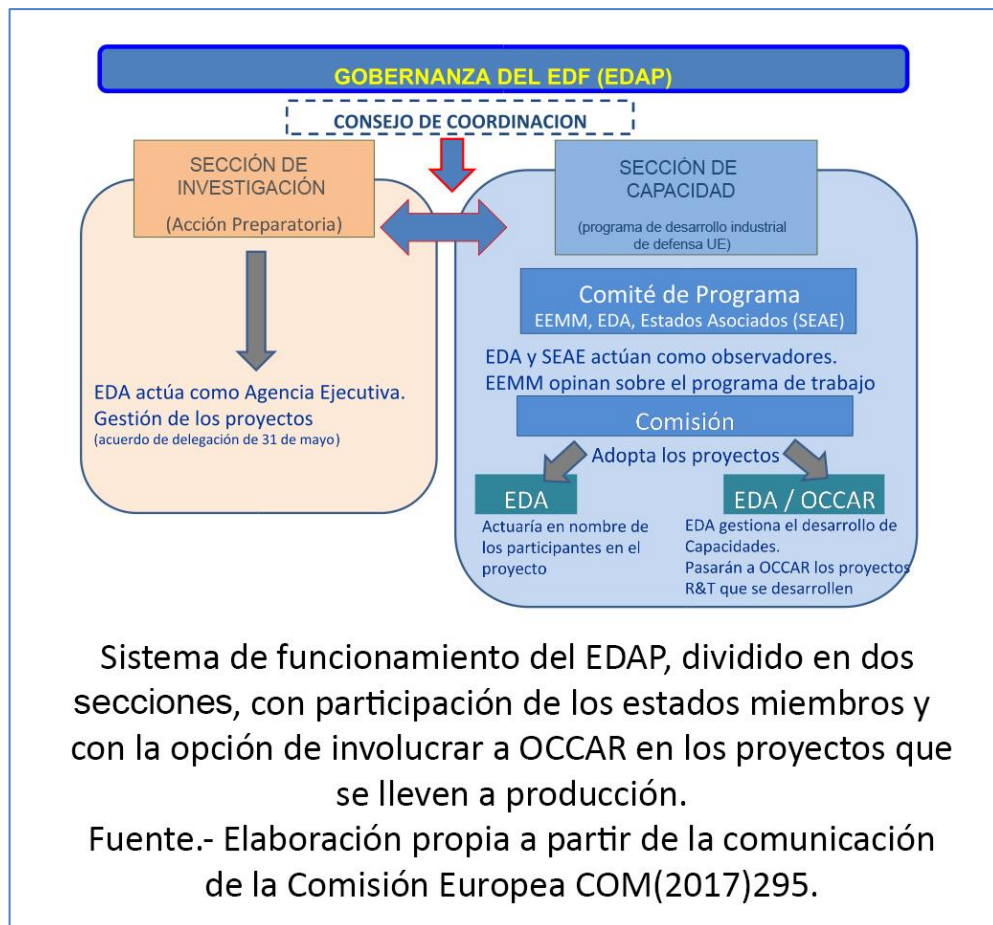 GOBERNANZA DEL EDF (EDAP)
CONSEJO DE COORDINACION
SECCIÓN DE
INVESTIGACIÓN
(Acción Preparatoria)
EDA actúa como Agencia Ejecutiva.
Gestión de los proyectos
(acuerdo de delegación de 31 de mayo)
SECCIÓN DE
CAPACIDAD
(programa de desarrollo industrial
de defensa UE)
Comité de Programa
EEMM, EDA, Estados Asociados (SEAE)
EDA y SEAE actúan como observadores.
EEMM opinan sobre el programa de trabajo
Comisión
Adopta los proyectos
EDA
Actuaría en nombre de
los participantes en el
proyecto
EDA / OCCAR
EDA gestiona el desarrollo de
Capacidades.
Pasarán a OCCAR los proyectos
R&T que se desarrollen
Sistema de funcionamiento del EDAP, dividido en dos
secciones, con participación de los estados miembros y
con la opción de involucrar a OCCAR en los proyectos que
se lleven a producción.
Fuente.- Elaboración propia a partir de la comunicación
de la Comisión Europea COM(2017)295.